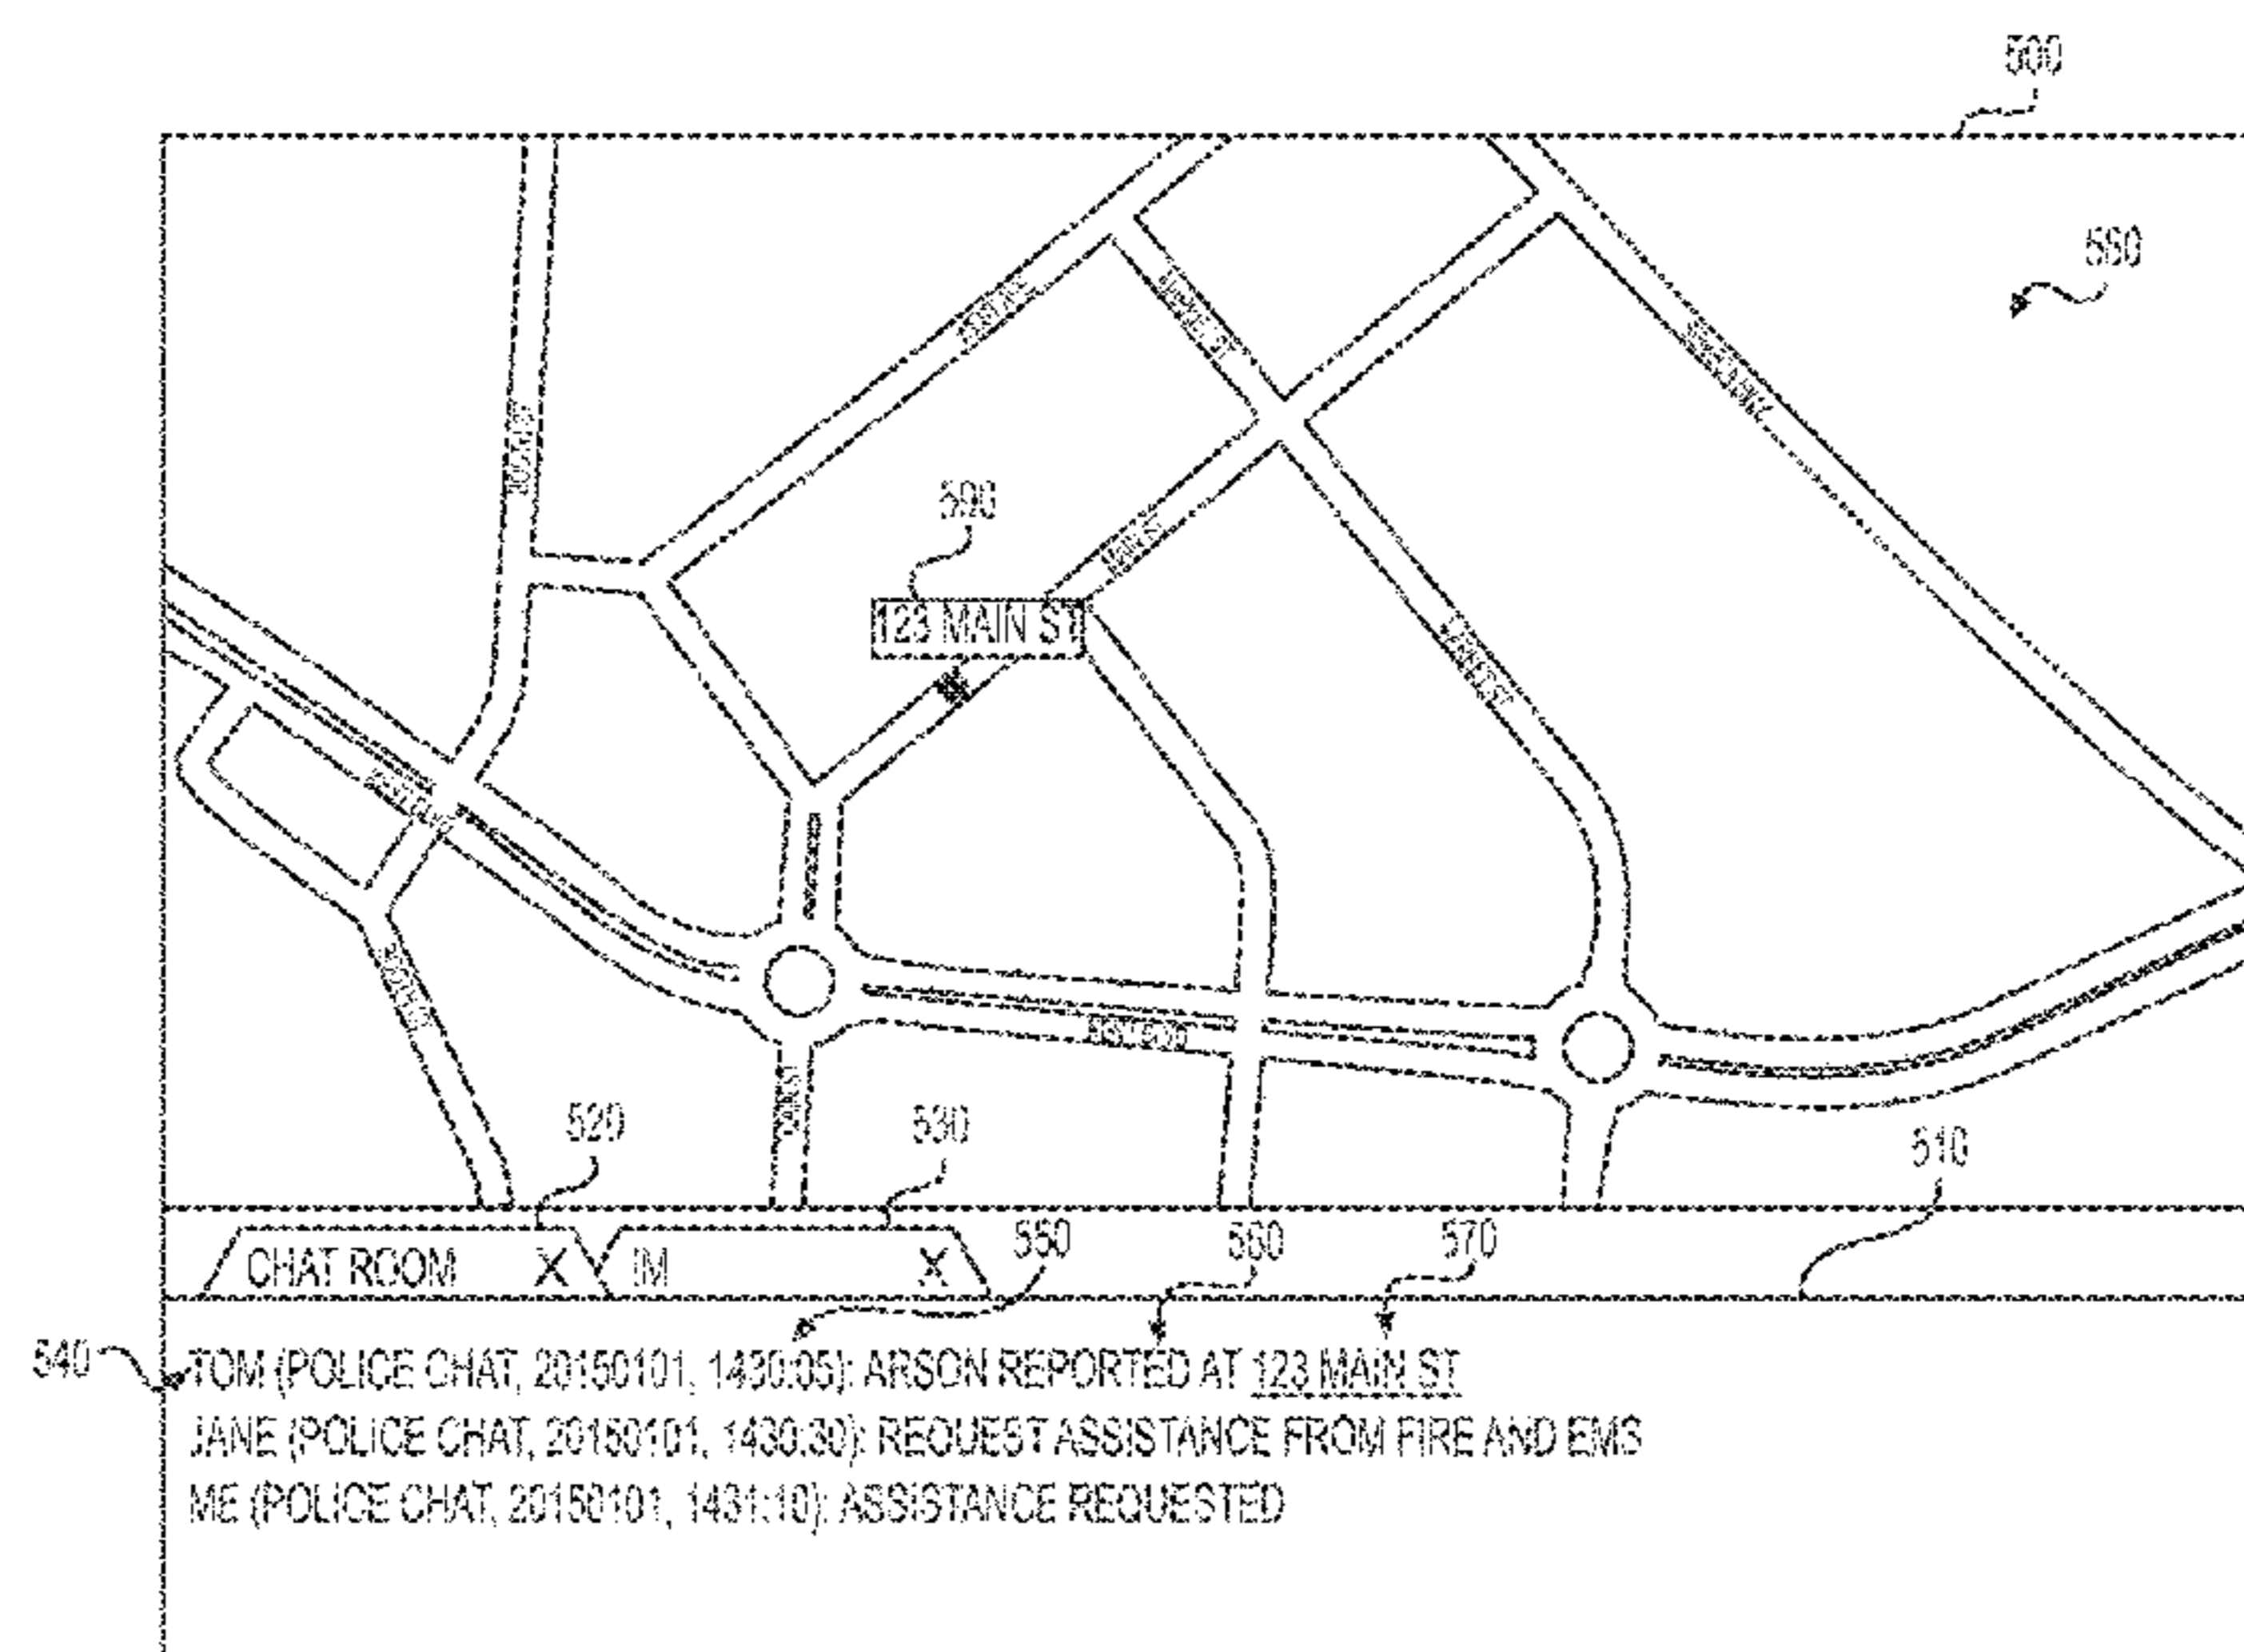 500
580
590
MAIN ST
123 MAIN ST
520
530
510
CHAT ROOM X
IM X
550
560
570
540
TOM (POLICE CHAT, 20150101, 1430:05): ARSON REPORTED AT 123 MAIN ST
JANE (POLICE CHAT, 20150101, 1430:30): REQUEST ASSISTANCE FROM FIRE AND EMS
ME (POLICE CHAT, 20150101, 1431:10): ASSISTANCE REQUESTED